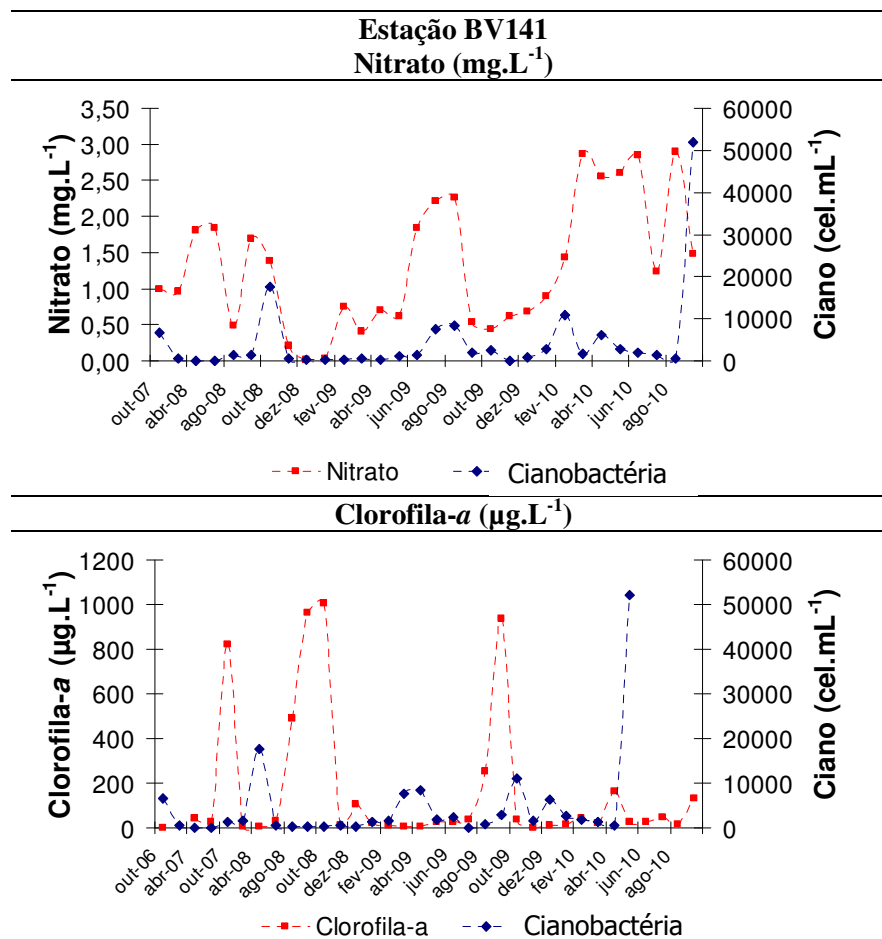 Estação BV141
Nitrato (mg.L-1)
3,50
3,00
2,50
2,00
1,50
1,00
0,50
0,00
Nitrato (mg.L-1)
60000
50000
40000
30000
20000
10000
0
Ciano (cel.mL-1)
out-07
abr-08
ago-08
out-08
dez-08
fev-09
abr-09
jun-09
ago-09
out-09
dez-09
fev-10
abr-10
jun-10
ago-10
Nitrato Cianobactéria
Clorofila-a (µg.L-1)
1200
1000
800
600
400
200
0
Clorofila-a (µg.L-1)
60000
50000
40000
30000
20000
10000
0
Ciano (cel.mL-1)
out-06
abr-07
out-07
abr-08
ago-08
out-08
dez-08
fev-09
abr-09
jun-09
ago-09
out-09
dez-09
fev-10
abr-10
jun-10
ago-10
Clorofila-a Cianobactéria